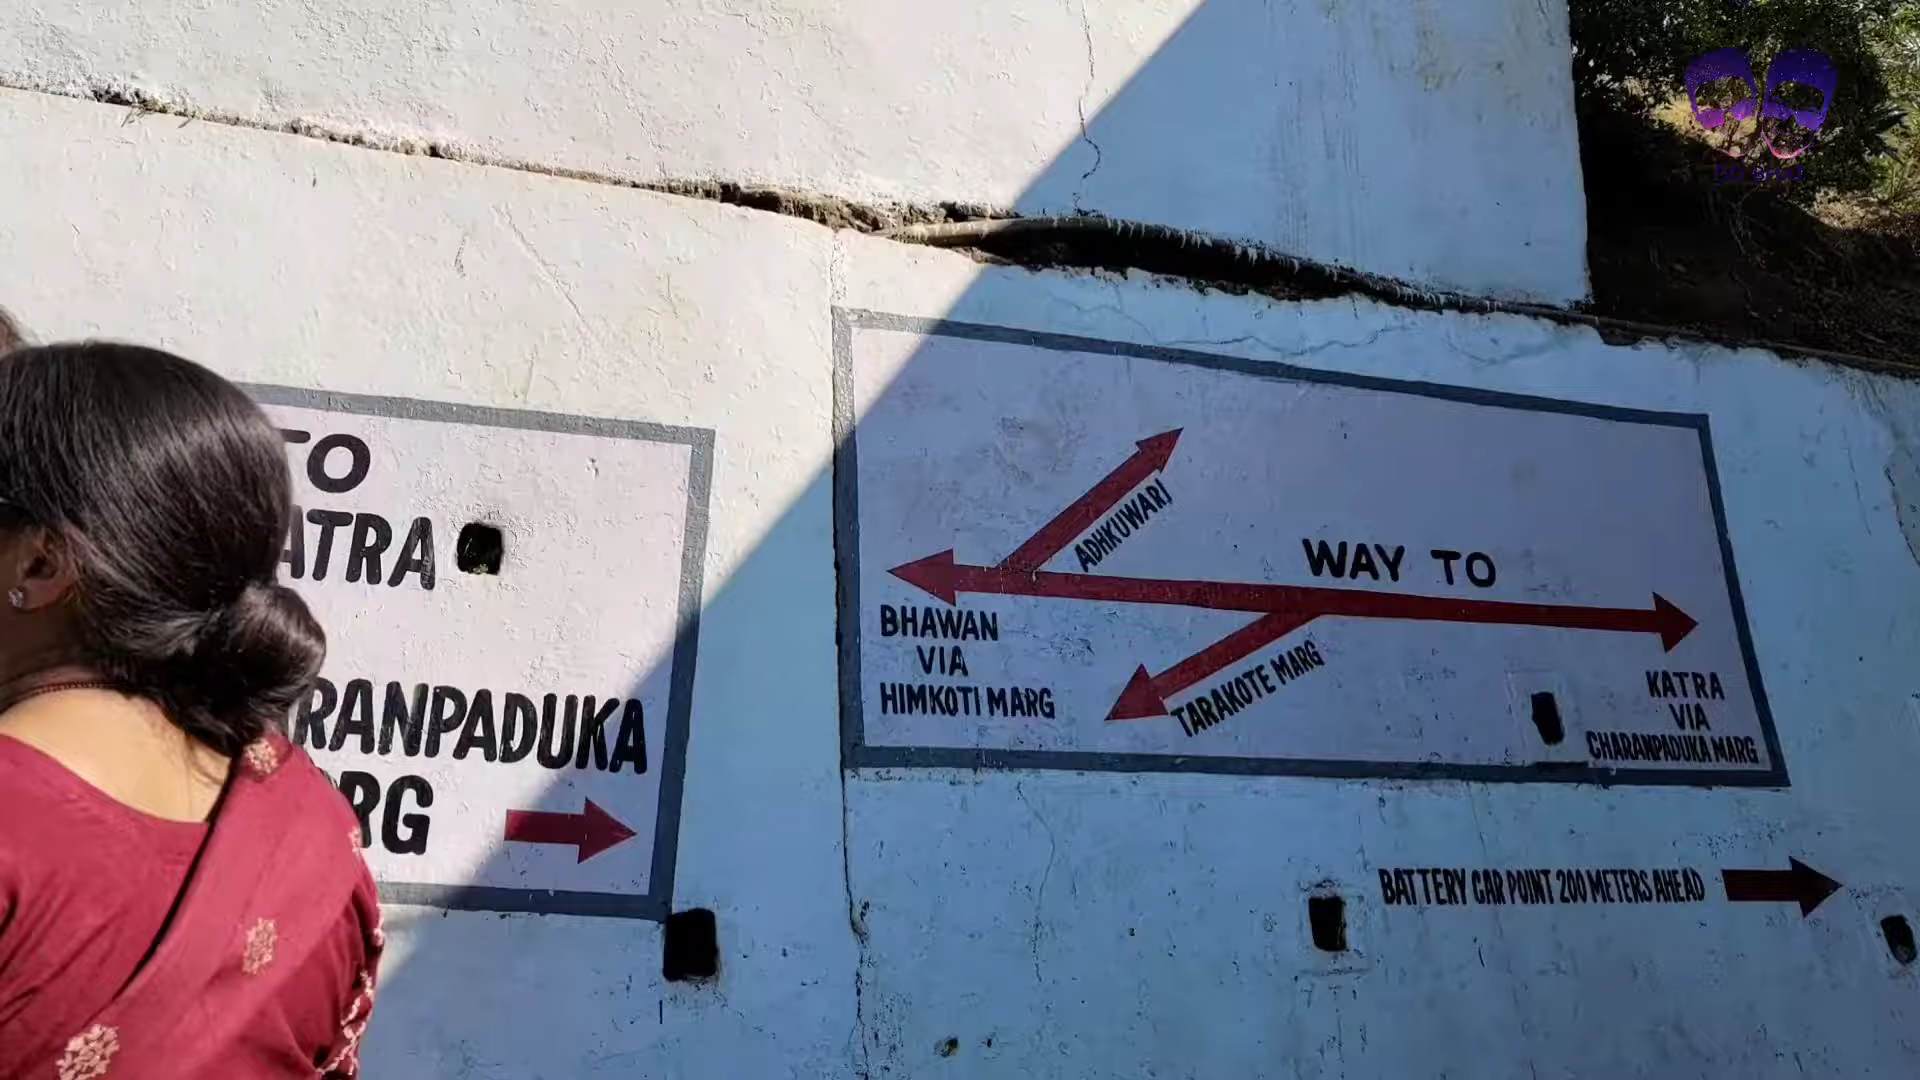 TO
ATRA
RANPADUKA
RG
ADHKUWARI
WAY TO
BHAWAN
VIA
HIMKOTI MARG
TARAKOTE MARG
KATRA
VIA
CHARANPADUKA MARG
BATTERY CAR POINT 200 METERS AHEAD